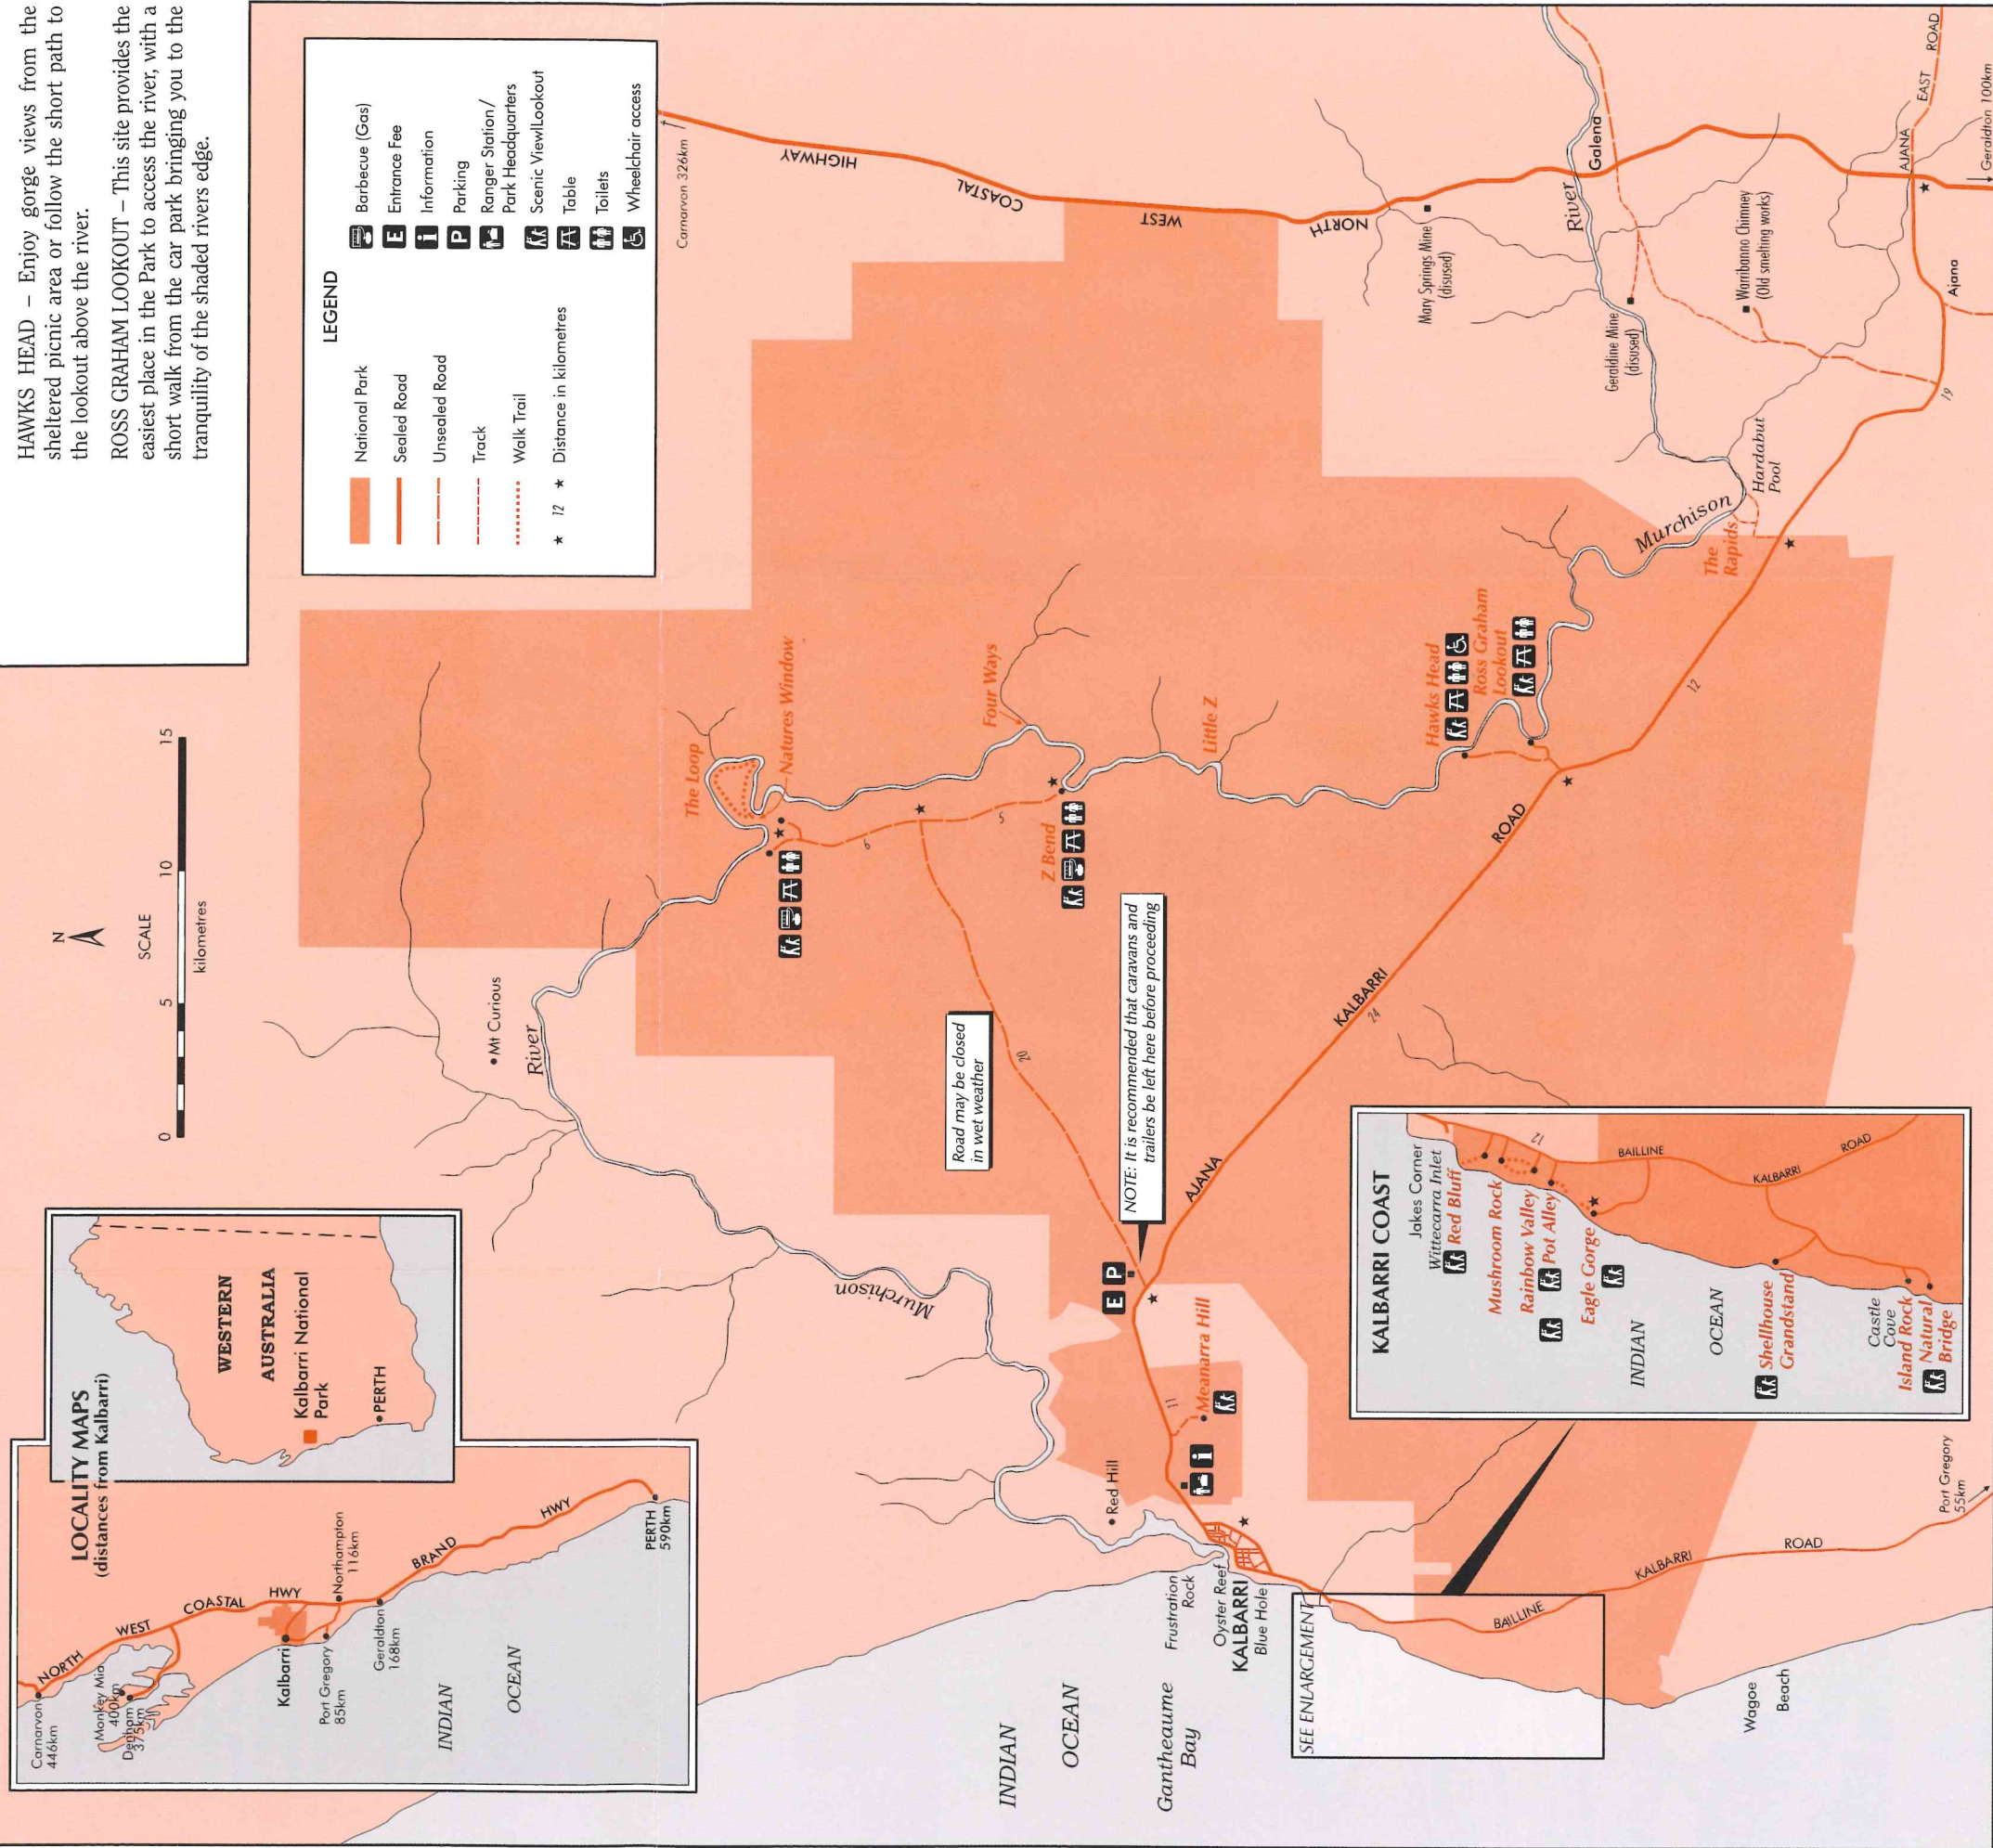 HAWKS HEAD – Enjoy gorge views from the
sheltered picnic area or follow the short path to
the lookout above the river.
ROSS GRAHAM LOOKOUT – This site provides the
easiest place in the Park to access the river, with a
short walk from the car park bringing you to the
tranquility of the shaded rivers edge.
LOCALITY MAPS
(distances from Kalbarri)
Carnarvon
446km
Monkey Mia
400km
Denham
375km
NORTH
WEST
COASTAL
HWY
Kalbarri
Port Gregory
85km
Northampton
116km
Geraldton
168km
BRAND
HWY
PERTH
590km
INDIAN
OCEAN
WESTERN
AUSTRALIA
Kalbarri National
Park
PERTH
N
SCALE
0 5 10 15
kilometres
LEGEND
National Park
Sealed Road
Unsealed Road
Track
Walk Trail
12 Distance in kilometres
Barbecue (Gas)
E Entrance Fee
i Information
P Parking
Ranger Station/
Park Headquarters
Scenic View|Lookout
Table
Toilets
Wheelchair access
Carnarvon 326km
HIGHWAY
COASTAL
WEST
NORTH
Mt Curious
River
The Loop
Natures Window
6
Four Ways
5
Z Bend
Little Z
20
Road may be closed
in wet weather
NOTE: It is recommended that caravans and
trailers be left here before proceeding
Murchison
E P
Meanarra Hill
11
i
Red Hill
AJANA
KALBARRI
24
ROAD
Hawks Head
Ross Graham
Lookout
12
Murchison
The
Rapids
Hardabut
Pool
Mary Springs Mine
(disused)
River
Galena
Geraldine Mine
(disused)
Warribanno Chimney
(Old smelting works)
19
Ajana
AJANA
EAST
ROAD
Geraldton 100km
INDIAN
OCEAN
Gantheaume
Bay
Frustration
Rock
Oyster Reef
KALBARRI
Blue Hole
SEE ENLARGEMENT
BAILLINE
KALBARRI
ROAD
Port Gregory
55km
Wagoe
Beach
KALBARRI COAST
Jakes Corner
Wittecarra Inlet
Red Bluff
Mushroom Rock
Rainbow Valley
Pot Alley
Eagle Gorge
12
BAILLINE
KALBARRI
ROAD
INDIAN
OCEAN
Shellhouse
Grandstand
Castle
Cove
Island Rock
Natural
Bridge